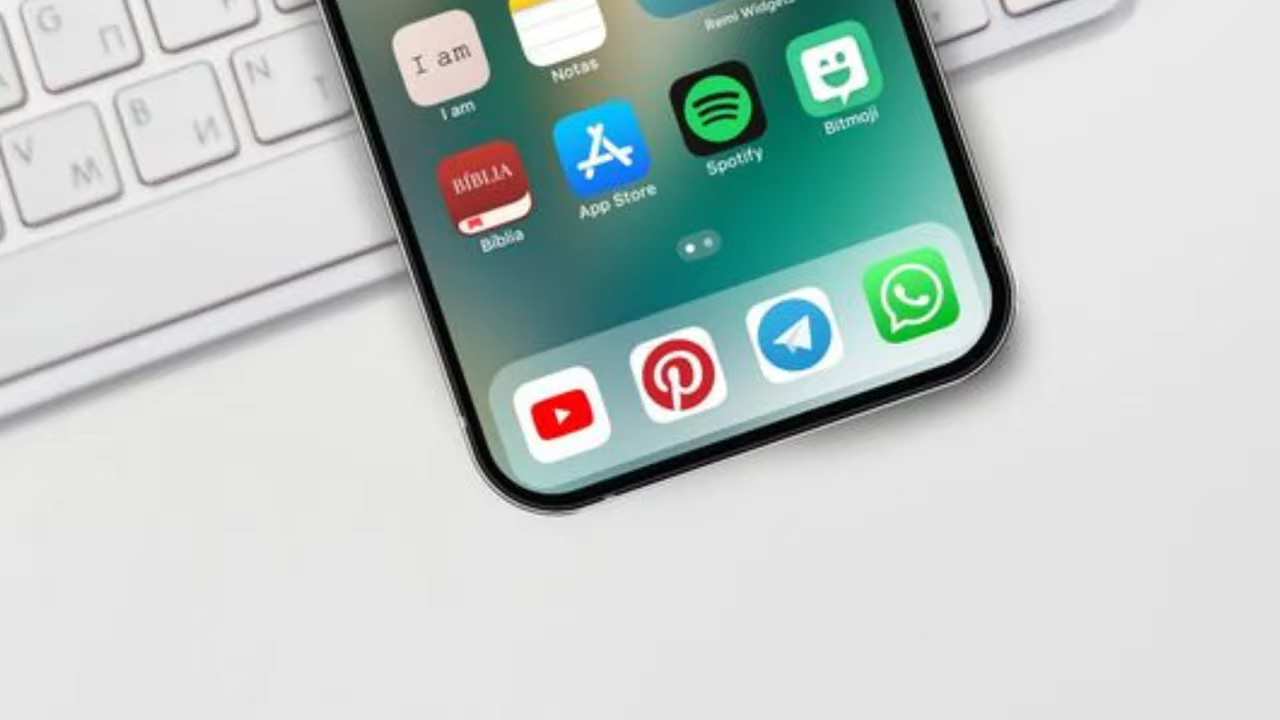 G П
V М
B И
N Т
I am
I am
Notas
Remi Widgets
BÍBLIA
Bíblia
App Store
Spotify
Bitmoji